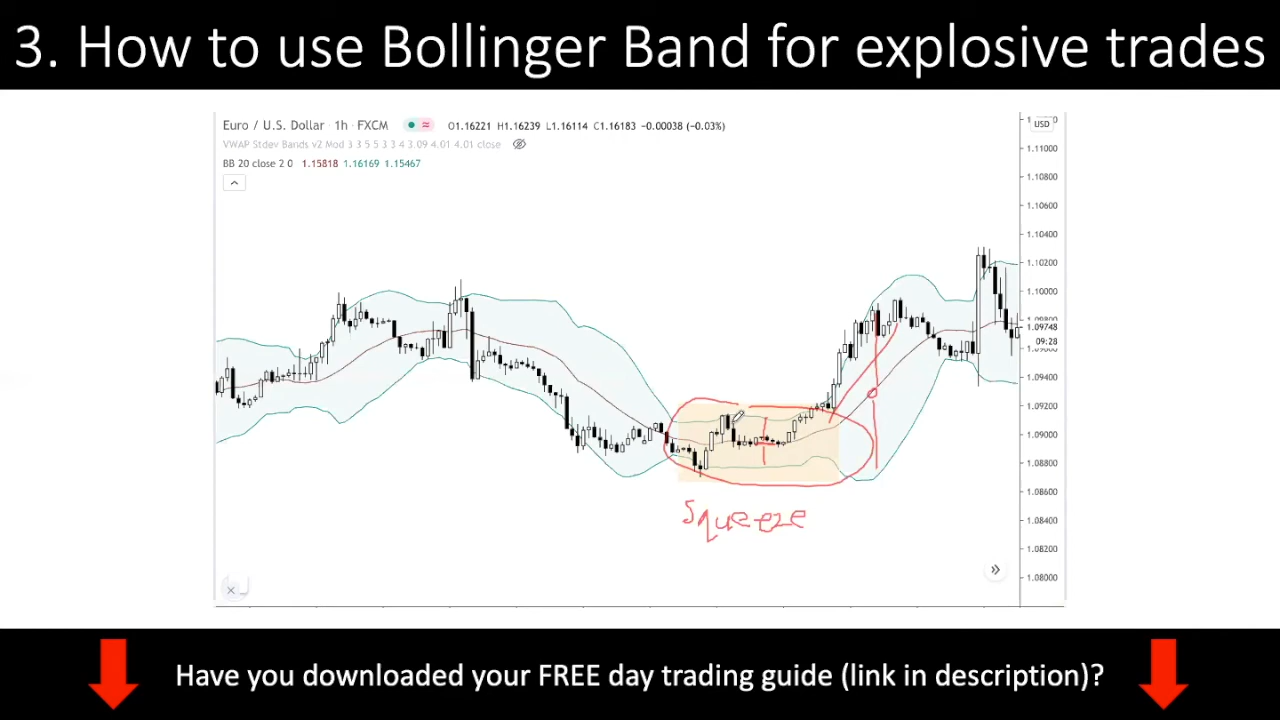 3. How to use Bollinger Band for explosive trades
Euro / U.S. Dollar · 1h · FXCM O1.16221 H1.16239 L1.16114 C1.16183 −0.00038 (−0.03%)
USD
VWAP Stdev Bands v2 Mod 3 3 5 5 3 3 4 3.09 4.01 4.01 close
1.11000
BB 20 close 2 0 1.15818 1.16169 1.15467
1.10800
1.10600
1.10400
1.10200
1.10000
1.09748
09:28
1.09400
1.09200
1.09000
1.08800
1.08600
Squeeze
1.08400
1.08200
1.08000
Have you downloaded your FREE day trading guide (link in description)?